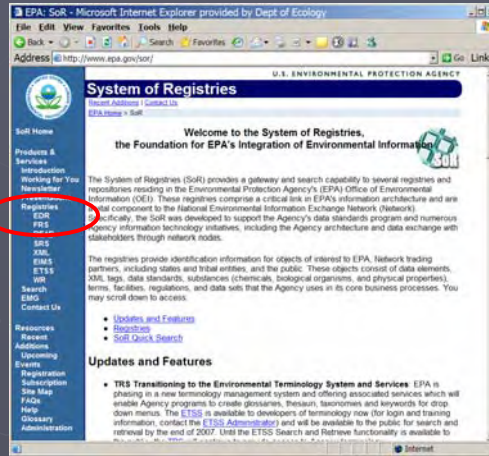 EPA: SoR - Microsoft Internet Explorer provided by Dept of Ecology
File Edit View Favorites Tools Help
Back Search Favorites
Address http://www.epa.gov/sor/ Go Link
U.S. ENVIRONMENTAL PROTECTION AGENCY
System of Registries
Recent Additions | Contact Us
EPA Home > SoR
SoR Home
Products &
Services
Introduction
Working for You
Newsletter
Registries
EDR
FRS
SRS
XML
EIMS
ETSS
WR
Search
EMG
Contact Us
Resources
Recent
Additions
Upcoming
Events
Registration
Subscription
Site Map
FAQs
Help
Glossary
Administration
Welcome to the System of Registries,
the Foundation for EPA's Integration of Environmental Information
SoR
The System of Registries (SoR) provides a gateway and search capability to several registries and
repositories residing in the Environmental Protection Agency's (EPA) Office of Environmental
Information (OEI). These registries comprise a critical link in EPA's information architecture and are
component to the National Environmental Information Exchange Network (Network).
Specifically, the SoR was developed to support the Agency's data standards program and numerous
Agency information technology initiatives, including the Agency architecture and data exchange with
stakeholders through network nodes.
The registries provide identification information for objects of interest to EPA, Network trading
partners, including states and tribal entities, and the public. These objects consist of data elements,
XML tags, data standards, substances (chemicals, biological organisms, and physical properties),
terms, facilities, regulations, and data sets that the Agency uses in its core business processes. You
may scroll down to access:
• Updates and Features
• Registries
• SoR Quick Search
Updates and Features
• TRS Transitioning to the Environmental Terminology System and Services EPA is
phasing in a new terminology management system and offering associated services which will
enable Agency programs to create glossaries, thesauri, taxonomies and keywords for drop
down menus. The ETSS is available to developers of terminology now (for login and training
information, contact the ETSS Administrator) and will be available to the public for search and
retrieval by the end of 2007. Until the ETSS Search and Retrieve functionality is available to
Internet